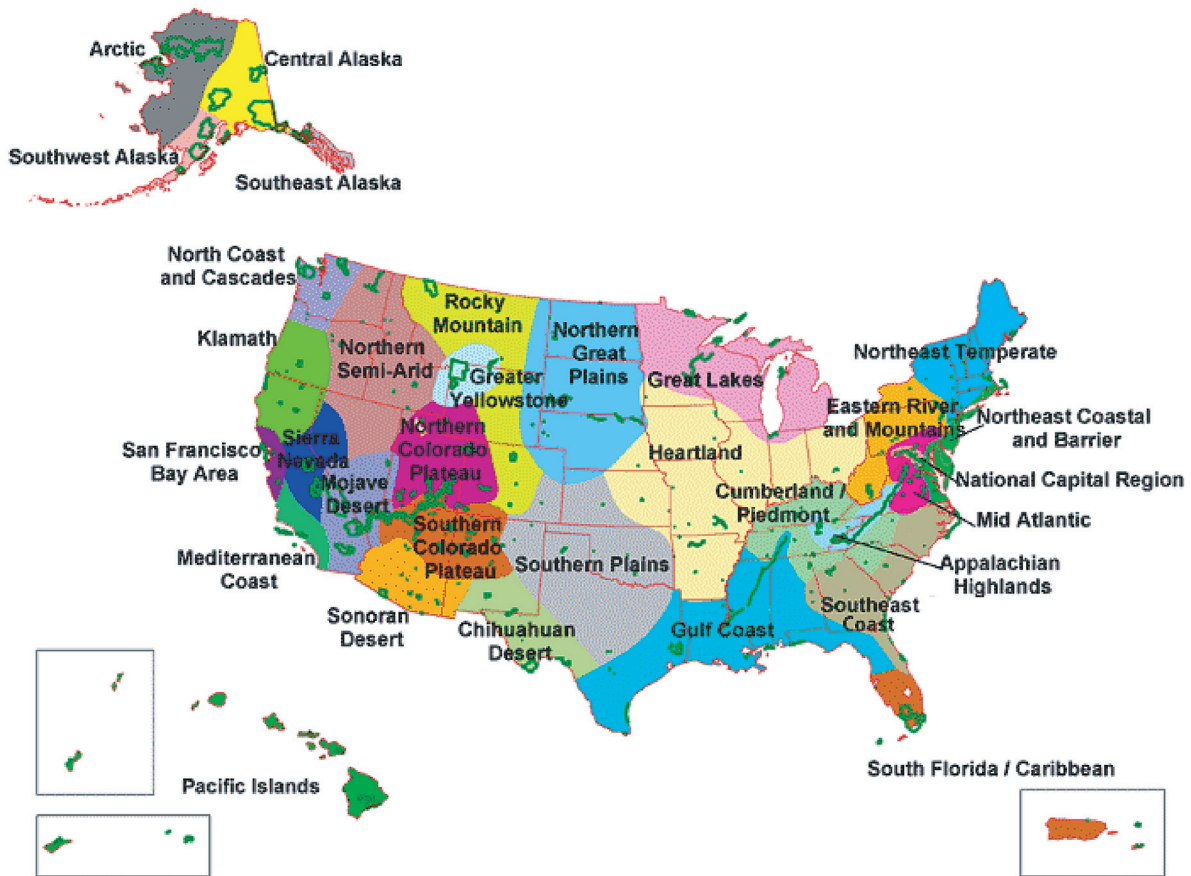 Arctic
Central Alaska
Southwest Alaska
Southeast Alaska
North Coast
and Cascades
Rocky
Mountain
Klamath
Northern
Semi-Arid
Northern
Great
Plains
Greater
Yellowstone
Great Lakes
Northeast Temperate
Eastern River
and Mountains
Northeast Coastal
and Barrier
San Francisco
Bay Area
Sierra
Nevada
Northern
Colorado
Plateau
Heartland
National Capital Region
Mojave
Desert
Cumberland /
Piedmont
Mid Atlantic
Mediterranean
Coast
Southern
Colorado
Plateau
Southern Plains
Appalachian
Highlands
Sonoran
Desert
Chihuahuan
Desert
Gulf Coast
Southeast
Coast
Pacific Islands
South Florida / Caribbean